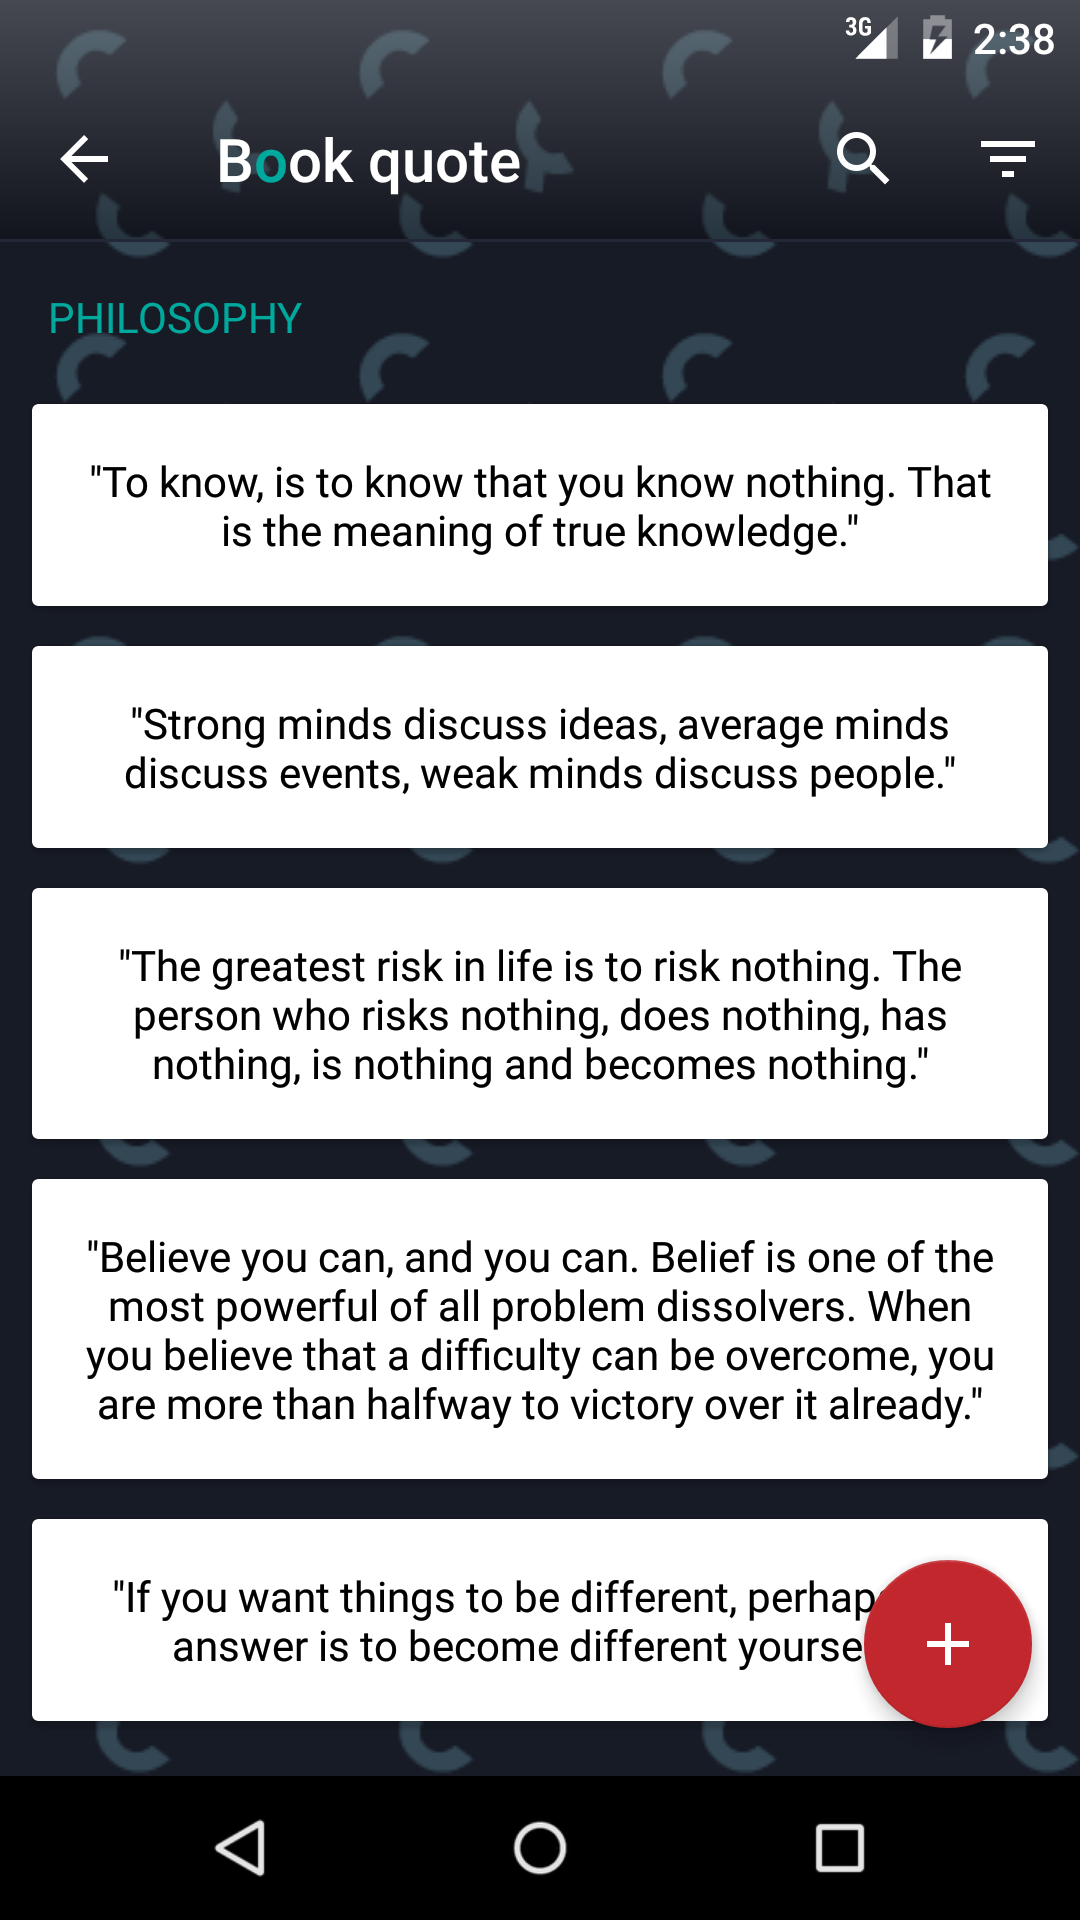 3G 2:38
Book quote
PHILOSOPHY
"To know, is to know that you know nothing. That
is the meaning of true knowledge."
"Strong minds discuss ideas, average minds
discuss events, weak minds discuss people."
"The greatest risk in life is to risk nothing. The
person who risks nothing, does nothing, has
nothing, is nothing and becomes nothing."
"Believe you can, and you can. Belief is one of the
most powerful of all problem dissolvers. When
you believe that a difficulty can be overcome, you
are more than halfway to victory over it already."
"If you want things to be different,
answer is to become different